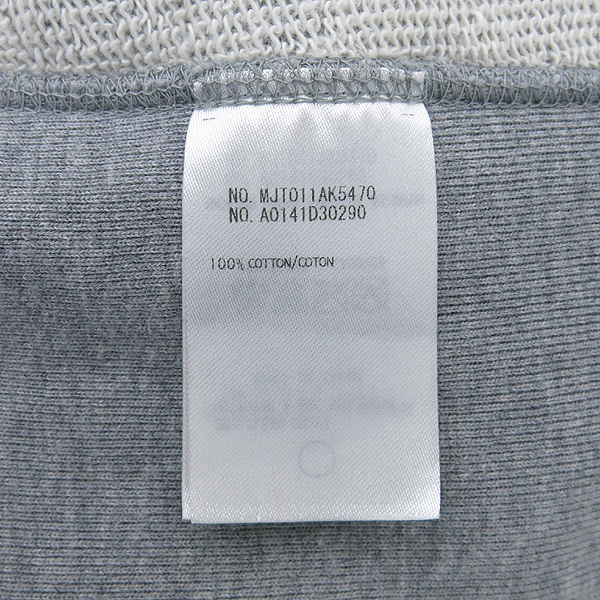 NO. MJT011AK5470
NO. A0141D30290
100% COTTON/COTON